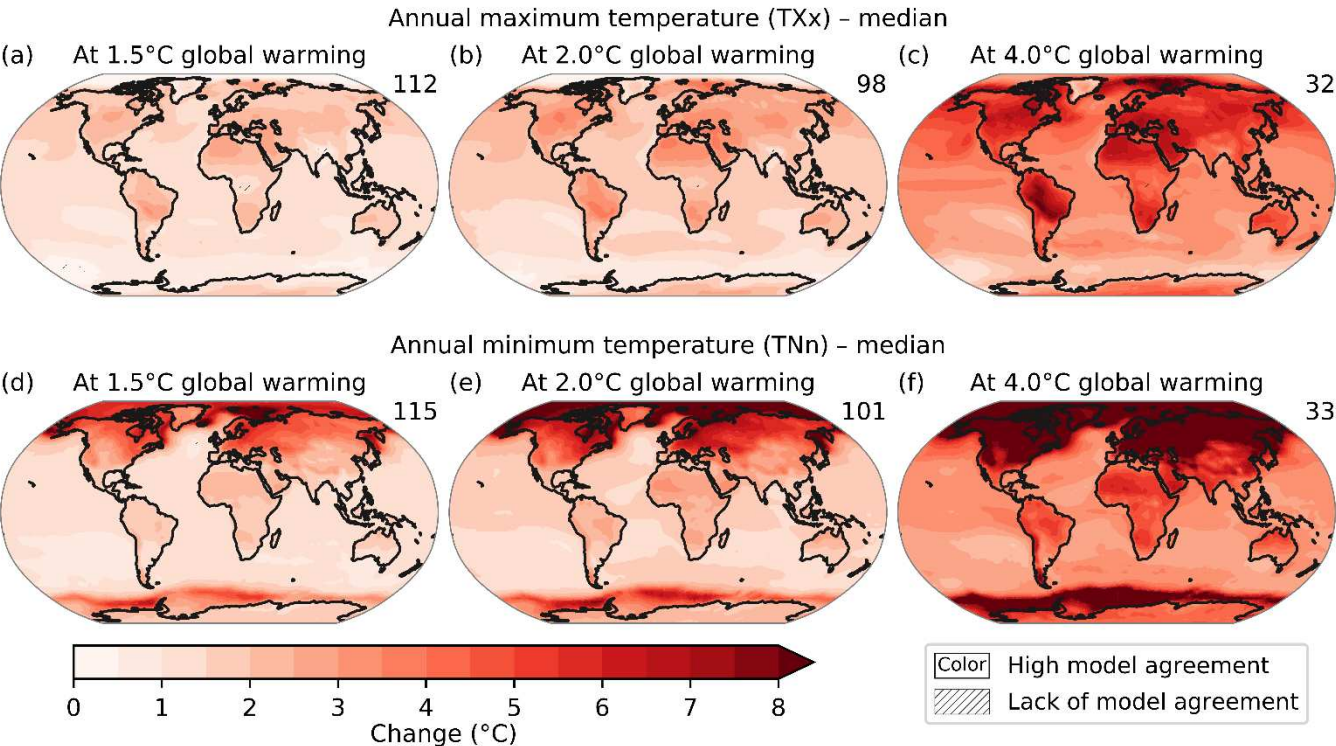 Annual maximum temperature (TXx) – median
(a) At 1.5°C global warming
112
(b) At 2.0°C global warming
98
(c) At 4.0°C global warming
32
Annual minimum temperature (TNn) – median
(d) At 1.5°C global warming
115
(e) At 2.0°C global warming
101
(f) At 4.0°C global warming
33
0 1 2 3 4 5 6 7 8
Change (°C)
Color High model agreement
Lack of model agreement